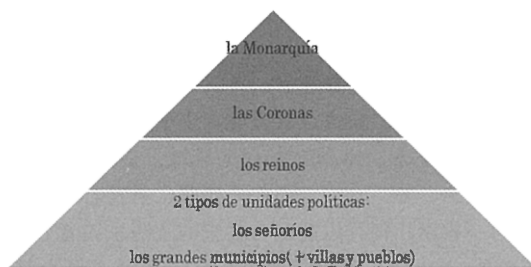 la Monarquía
las Coronas
los reinos
2 tipos de unidades políticas:
los señoríos
los grandes municipios( + villas y pueblos)